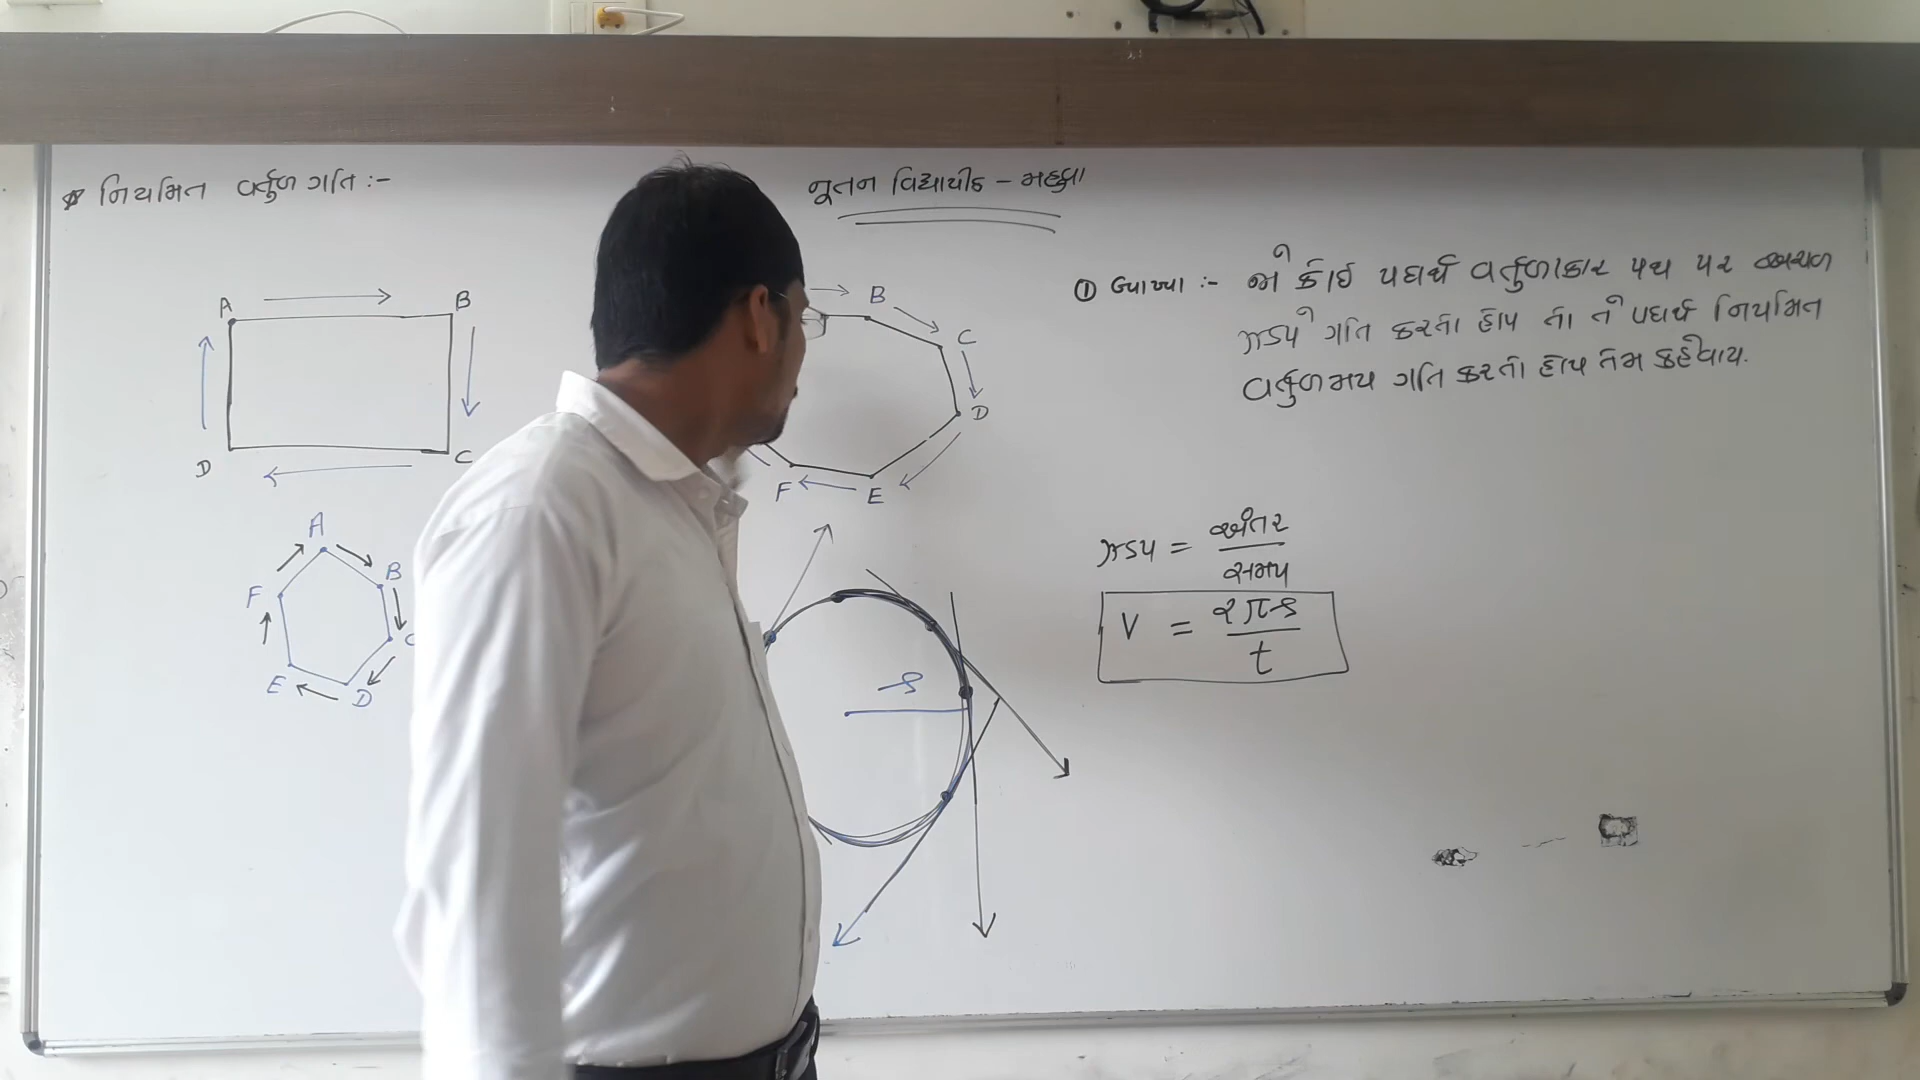 * નિયમિત વર્તુળ ગતિ :-
નૂતન વિદ્યાપીઠ - મહુવા
A
B
D
C
A
B
F
C
E
D
B
C
D
F
E
① વ્યાખ્યા :- જો કોઈ પદાર્થ વર્તુળાકાર પથ પર અચળ
ઝડપે ગતિ કરતો હોય તો તે પદાર્થ નિયમિત
વર્તુળમય ગતિ કરતો હોય તેમ કહેવાય.
ઝડપ = અંતર / સમય
V = 2πr / t
r